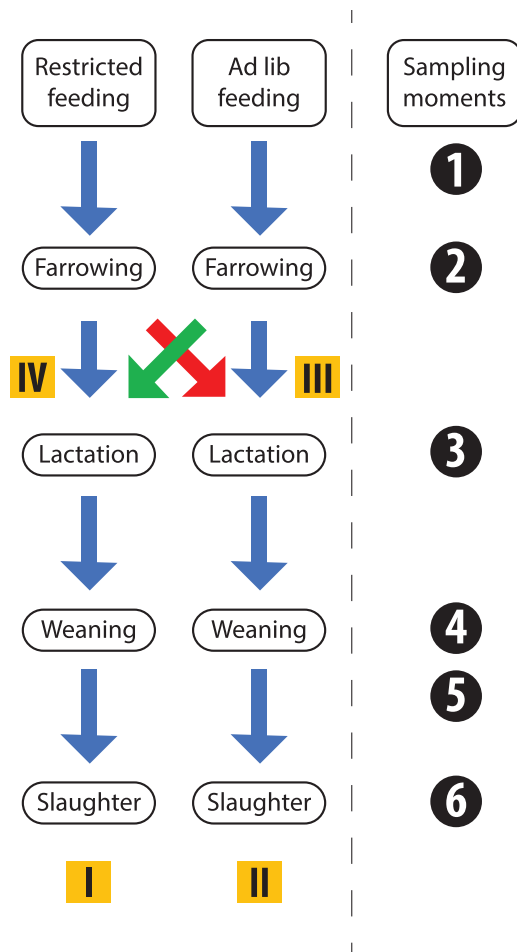 Restricted
feeding
Ad lib
feeding
Sampling
moments
1
Farrowing
Farrowing
2
IV
III
Lactation
Lactation
3
Weaning
Weaning
4
5
Slaughter
Slaughter
6
I
II